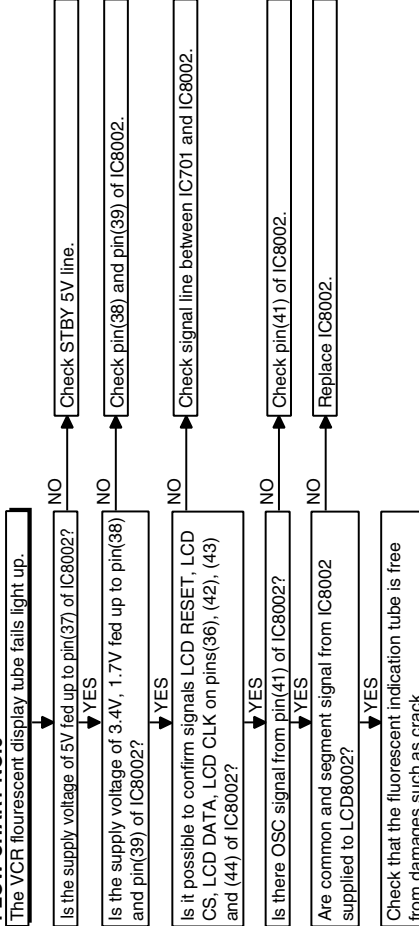 The VCR flourescent display tube fails light up.
Is the supply voltage of 5V fed up to pin(37) of IC8002?
NO
Check STBY 5V line.
YES
Is the supply voltage of 3.4V, 1.7V fed up to pin(38)
and pin(39) of IC8002?
NO
Check pin(38) and pin(39) of IC8002.
YES
Is it possible to confirm signals LCD RESET, LCD
CS, LCD DATA, LCD CLK on pins(36), (42), (43)
and (44) of IC8002?
NO
Check signal line between IC701 and IC8002.
YES
Is there OSC signal from pin(41) of IC8002?
NO
Check pin(41) of IC8002.
YES
Are common and segment signal from IC8002
supplied to LCD8002?
NO
Replace IC8002.
YES
Check that the fluorescent indication tube is free
from damages such as crack